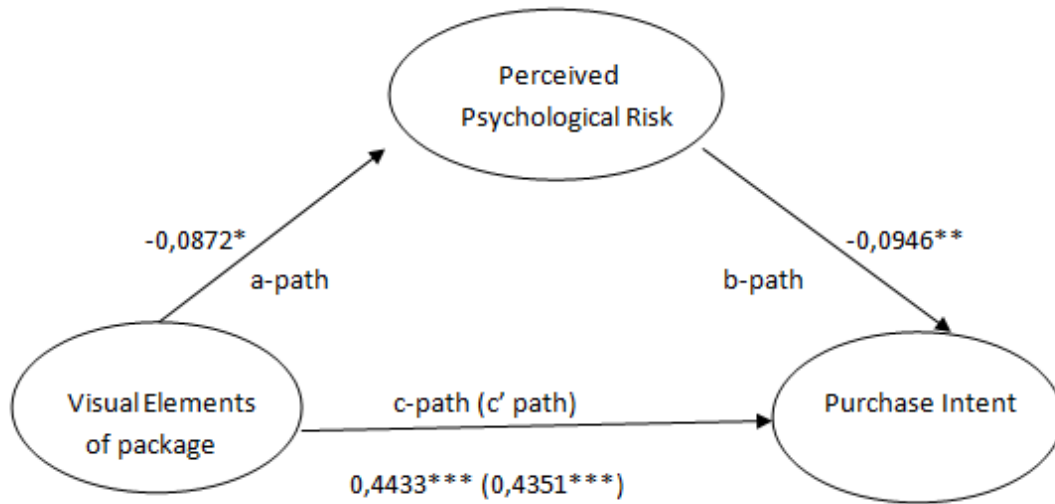 Perceived
Psychological Risk
-0,0872*
-0,0946**
a-path
b-path
Visual Elements
of package
c-path (c’ path)
Purchase Intent
0,4433*** (0,4351***)